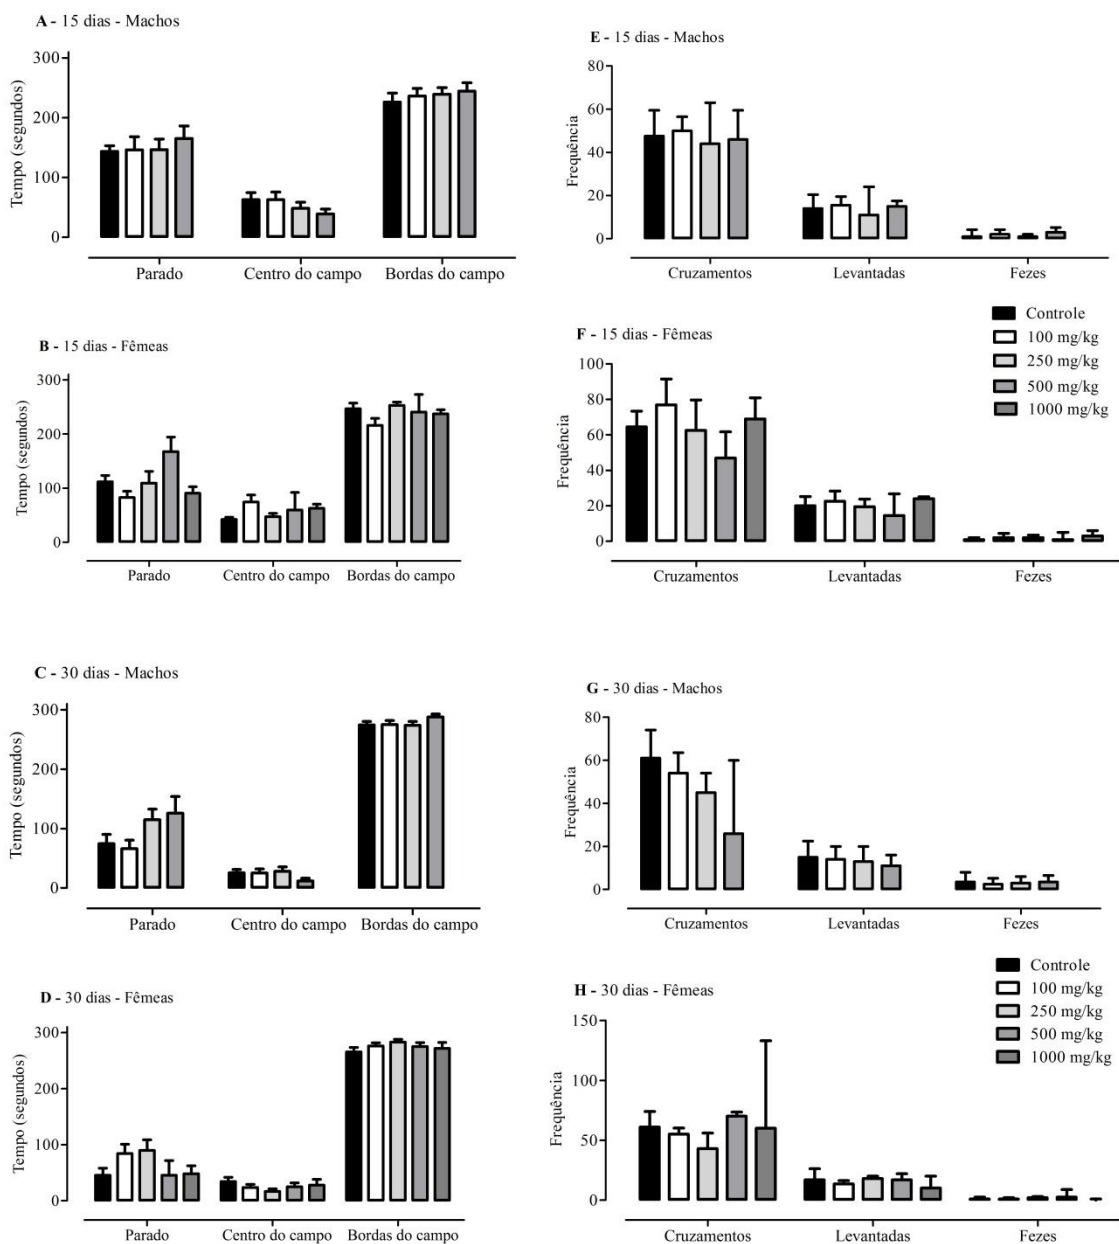 A - 15 dias - Machos
Tempo (segundos)
300
200
100
0
Parado Centro do campo Bordas do campo
E - 15 dias - Machos
Frequência
80
60
40
20
0
Cruzamentos Levantadas Fezes
B - 15 dias - Fêmeas
Tempo (segundos)
300
200
100
0
Parado Centro do campo Bordas do campo
F - 15 dias - Fêmeas
Frequência
100
80
60
40
20
0
Cruzamentos Levantadas Fezes
Controle
100 mg/kg
250 mg/kg
500 mg/kg
1000 mg/kg
C - 30 dias - Machos
Tempo (segundos)
300
200
100
0
Parado Centro do campo Bordas do campo
G - 30 dias - Machos
Frequência
80
60
40
20
0
Cruzamentos Levantadas Fezes
D - 30 dias - Fêmeas
Tempo (segundos)
300
200
100
0
Parado Centro do campo Bordas do campo
H - 30 dias - Fêmeas
Frequência
150
100
50
0
Cruzamentos Levantadas Fezes
Controle
100 mg/kg
250 mg/kg
500 mg/kg
1000 mg/kg